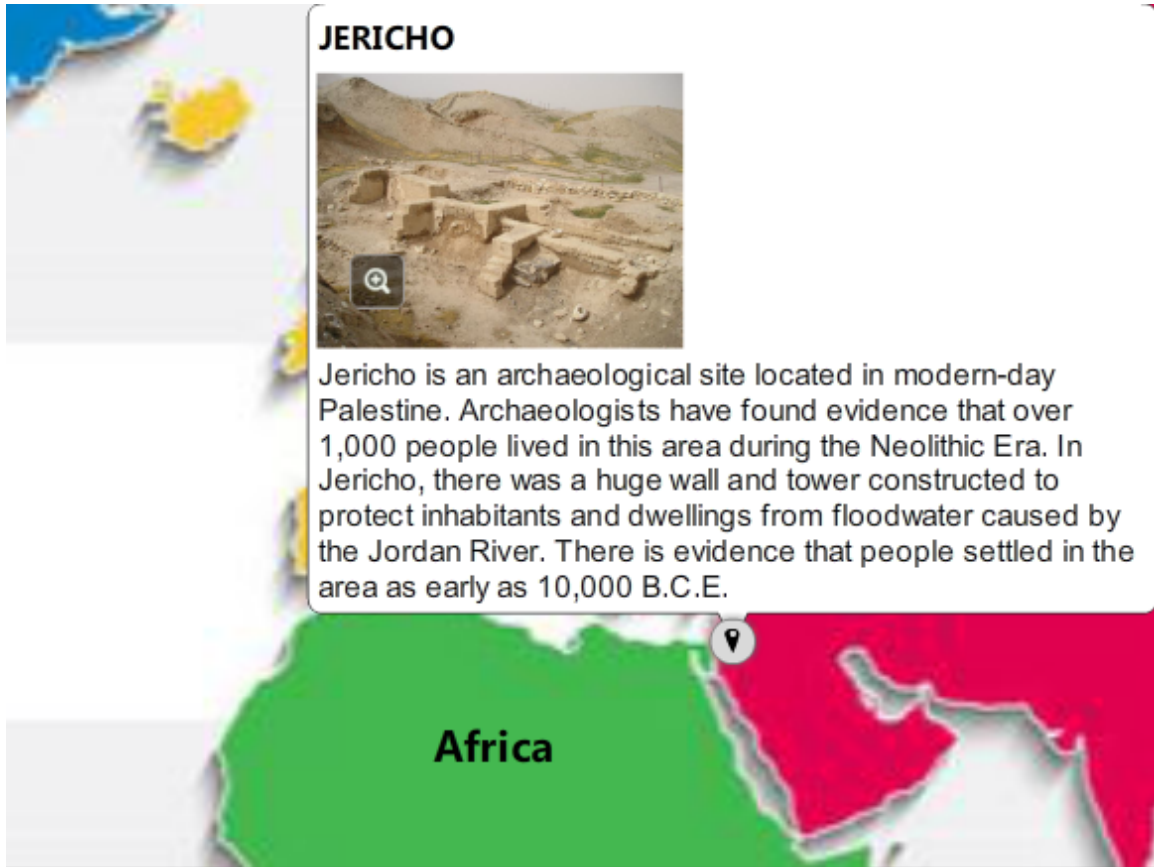 JERICHO
Jericho is an archaeological site located in modern-day
Palestine. Archaeologists have found evidence that over
1,000 people lived in this area during the Neolithic Era. In
Jericho, there was a huge wall and tower constructed to
protect inhabitants and dwellings from floodwater caused by
the Jordan River. There is evidence that people settled in the
area as early as 10,000 B.C.E.
Africa